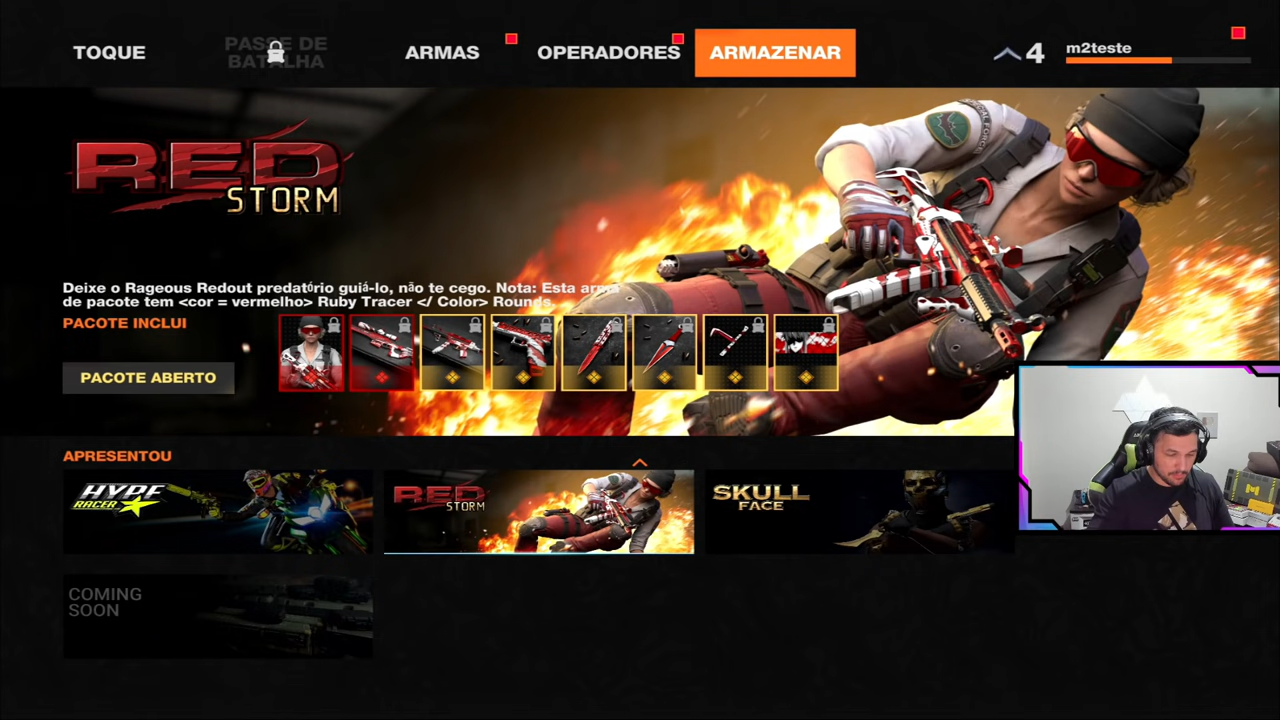 TOQUE
PASSE DE
BATALHA
ARMAS
OPERADORES
ARMAZENAR
4
m2teste
RED
STORM
Deixe o Rageous Redout predatório guiá-lo, não te cego. Nota: Esta arma
de pacote tem <cor = vermelho> Ruby Tracer </ Color> Rounds.
PACOTE INCLUI
PACOTE ABERTO
APRESENTOU
HYPE
RACER
RED
STORM
SKULL
FACE
COMING
SOON